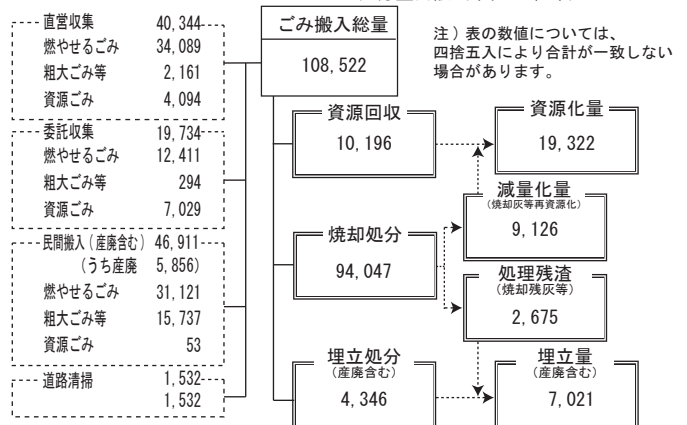 直営収集 40,344
燃やせるごみ 34,089
粗大ごみ等 2,161
資源ごみ 4,094
委託収集 19,734
燃やせるごみ 12,411
粗大ごみ等 294
資源ごみ 7,029
民間搬入(産廃含む) 46,911
(うち産廃 5,856)
燃やせるごみ 31,121
粗大ごみ等 15,737
資源ごみ 53
道路清掃 1,532
1,532
ごみ搬入総量
108,522
注)表の数値については、
四捨五入により合計が一致しない
場合があります。
資源回収
10,196
資源化量
19,322
焼却処分
94,047
減量化量
(焼却灰等再資源化)
9,126
処理残渣
(焼却残灰等)
2,675
埋立処分
(産廃含む)
4,346
埋立量
(産廃含む)
7,021